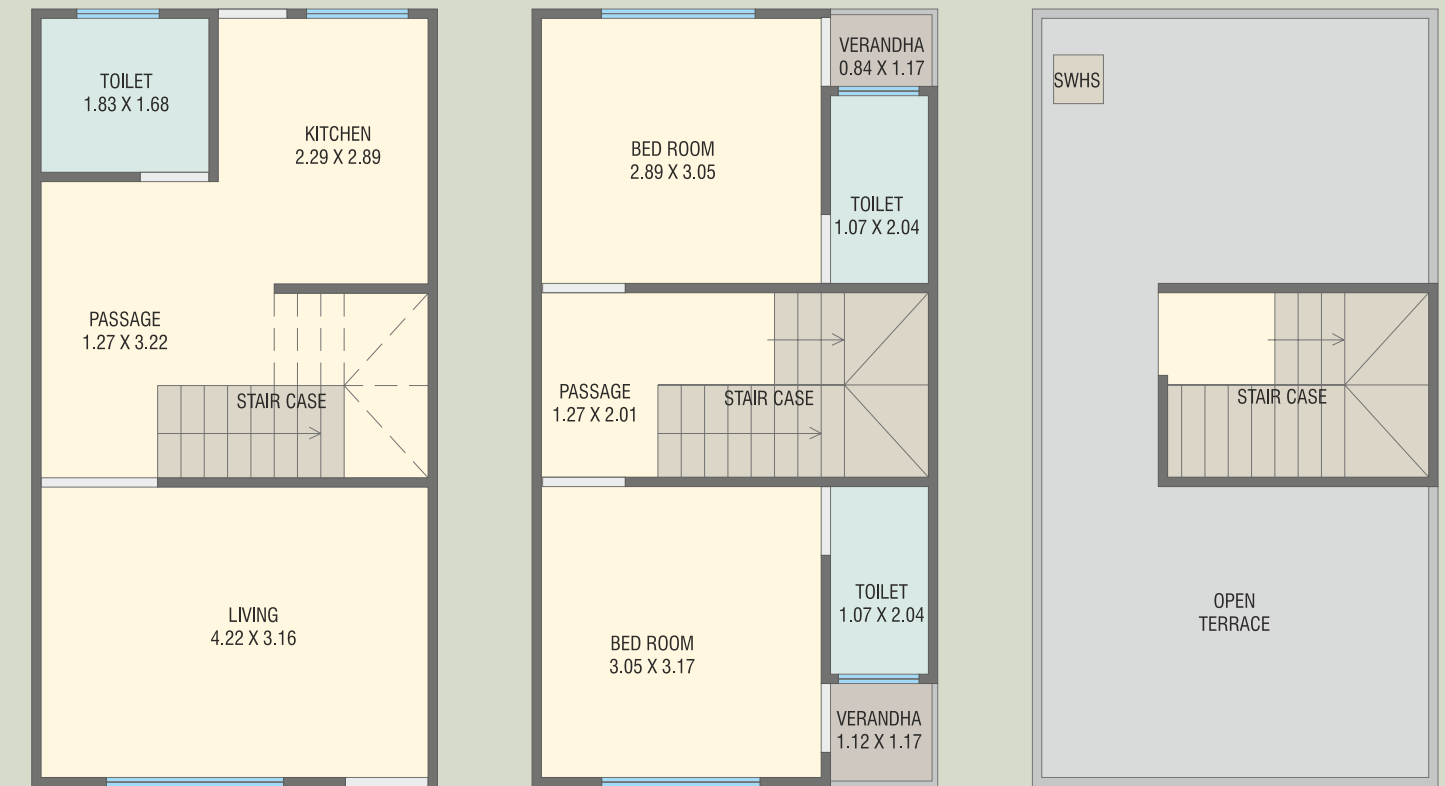 TOILET
1.83 X 1.68
KITCHEN
2.29 X 2.89
PASSAGE
1.27 X 3.22
STAIR CASE
LIVING
4.22 X 3.16
VERANDHA
0.84 X 1.17
BED ROOM
2.89 X 3.05
TOILET
1.07 X 2.04
PASSAGE
1.27 X 2.01
STAIR CASE
TOILET
1.07 X 2.04
BED ROOM
3.05 X 3.17
VERANDHA
1.12 X 1.17
SWHS
STAIR CASE
OPEN
TERRACE